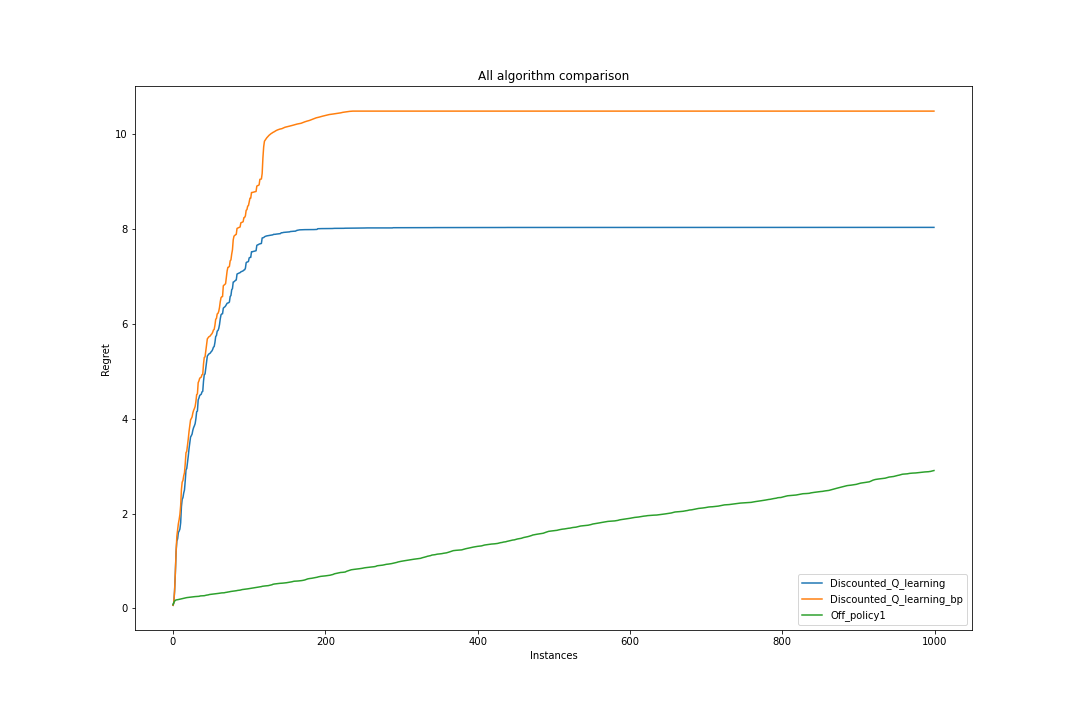 All algorithm comparison
10
8
6
4
2
0
Regret
0 200 400 600 800 1000
Instances
Discounted_Q_learning
Discounted_Q_learning_bp
Off_policy1